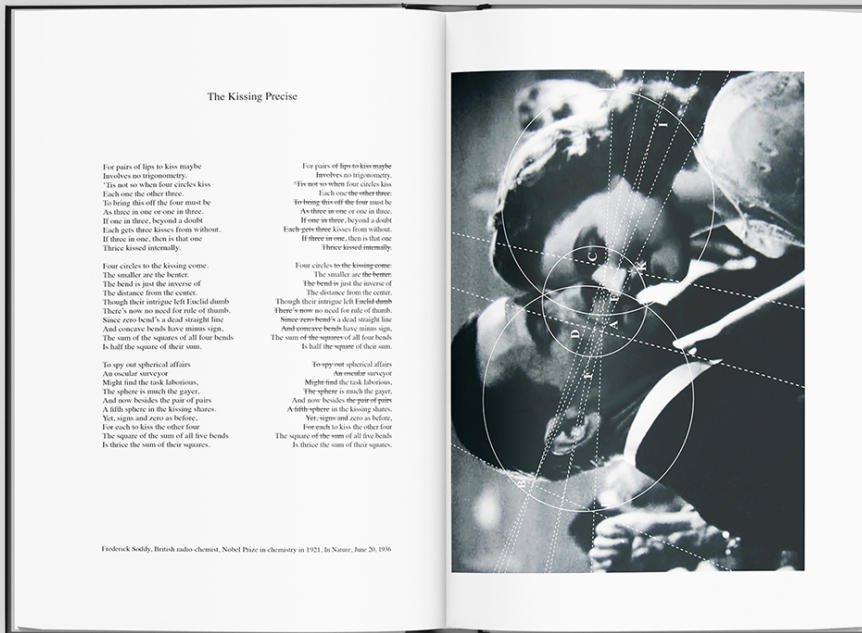 The Kissing Precise
For pairs of lips to kiss maybe
Involves no trigonometry.
'Tis not so when four circles kiss
Each one the other three.
To bring this off the four must be
As three in one or one in three.
If one in three, beyond a doubt
Each gets three kisses from without.
If three in one, then is that one
Thrice kissed internally.
Four circles to the kissing come.
The smaller are the benter.
The bend is just the inverse of
The distance from the center.
Though their intrigue left Euclid dumb
There's now no need for rule of thumb.
Since zero bend's a dead straight line
And concave bends have minus sign,
The sum of the squares of all four bends
Is half the square of their sum.
To spy out spherical affairs
An oscular surveyor
Might find the task laborious,
The sphere is much the gayer,
And now besides the pair of pairs
A fifth sphere in the kissing shares.
Yet, signs and zero as before,
For each to kiss the other four
The square of the sum of all five bends
Is thrice the sum of their squares.
For pairs of lips to kiss maybe
Involves no trigonometry.
'Tis not so when four circles kiss
Each one the other three.
To bring this off the four must be
As three in one or one in three.
If one in three, beyond a doubt
Each gets three kisses from without.
If three in one, then is that one
Thrice kissed internally.
Four circles to the kissing come.
The smaller are the benter.
The bend is just the inverse of
The distance from the center.
Though their intrigue left Euclid dumb
There's now no need for rule of thumb.
Since zero bend's a dead straight line
And concave bends have minus sign,
The sum of the squares of all four bends
Is half the square of their sum.
To spy out spherical affairs
An oscular surveyor
Might find the task laborious,
The sphere is much the gayer,
And now besides the pair of pairs
A fifth sphere in the kissing shares.
Yet, signs and zero as before,
For each to kiss the other four
The square of the sum of all five bends
Is thrice the sum of their squares.
Frederick Soddy, British radio-chemist, Nobel Prize in chemistry in 1921, In Nature, June 20, 1936
I
C
K
E
A
D
F
B